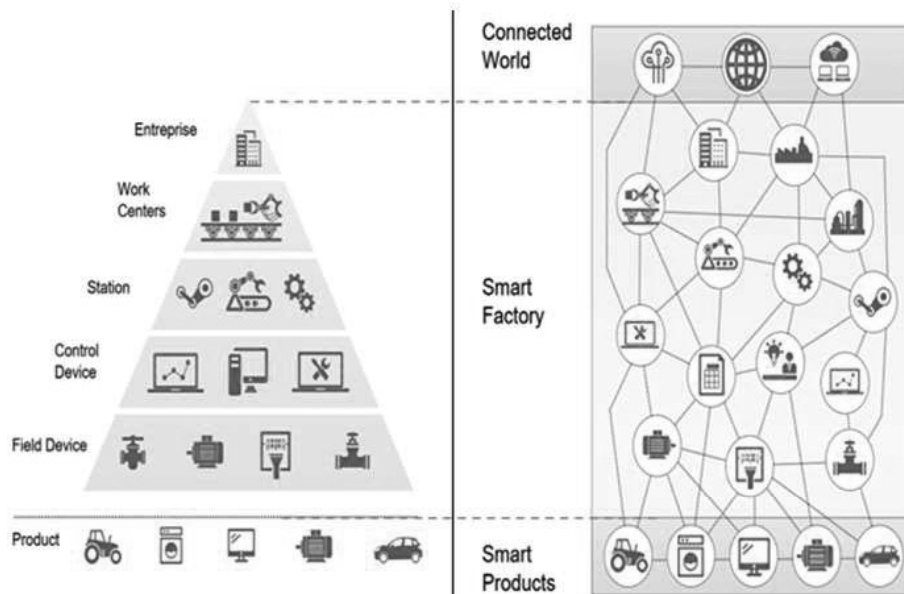 Entreprise
Work
Centers
Station
Control
Device
Field Device
Product
Connected
World
Smart
Factory
Smart
Products